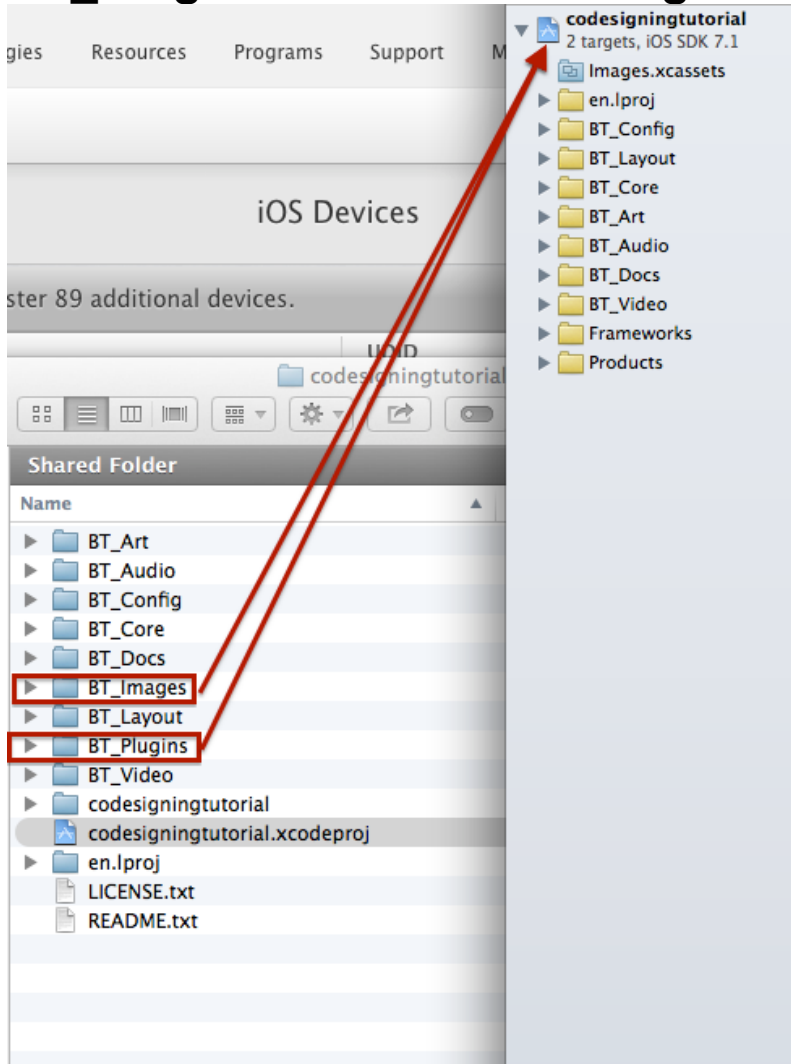 gies Resources Programs Support M
iOS Devices
ster 89 additional devices.
UDID
codesigningtutorial
Shared Folder
Name
BT_Art
BT_Audio
BT_Config
BT_Core
BT_Docs
BT_Images
BT_Layout
BT_Plugins
BT_Video
codesigningtutorial
codesigningtutorial.xcodeproj
en.lproj
LICENSE.txt
README.txt
codesigningtutorial
2 targets, iOS SDK 7.1
Images.xcassets
en.lproj
BT_Config
BT_Layout
BT_Core
BT_Art
BT_Audio
BT_Docs
BT_Video
Frameworks
Products